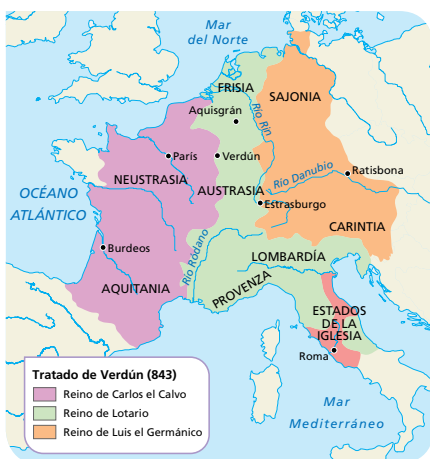 Mar
del Norte
FRISIA
SAJONIA
Aquisgrán
Río Rin
París
Verdún
NEUSTRASIA
AUSTRASIA
Río Danubio
Ratisbona
OCÉANO
ATLÁNTICO
Estrasburgo
CARINTIA
Burdeos
LOMBARDÍA
Río Ródano
AQUITANIA
PROVENZA
ESTADOS
DE LA
IGLESIA
Roma
Mar
Mediterráneo
Tratado de Verdún (843)
Reino de Carlos el Calvo
Reino de Lotario
Reino de Luis el Germánico